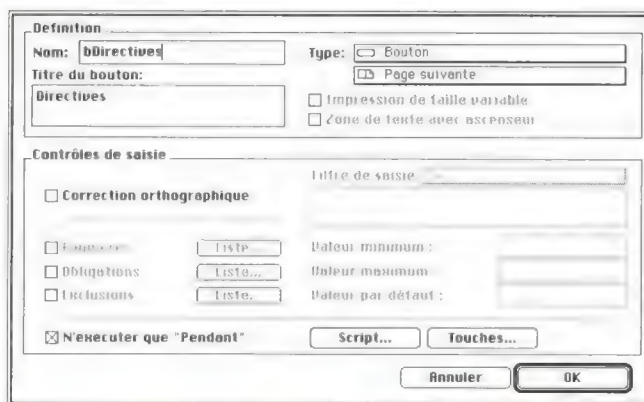 Definition
Nom: bDirectives
Type: Bouton
Titre du bouton:
Page suivante
Directives
Impression de taille variable
Zone de texte avec ascenseur
Contrôles de saisie
Filtre de saisie
Correction orthographique
Liste
Valeur minimum :
Obligations Liste...
Valeur maximum
Exclusions Liste.
Valeur par défaut :
N'executer que "Pendant"
Script... Touches...
Annuler OK